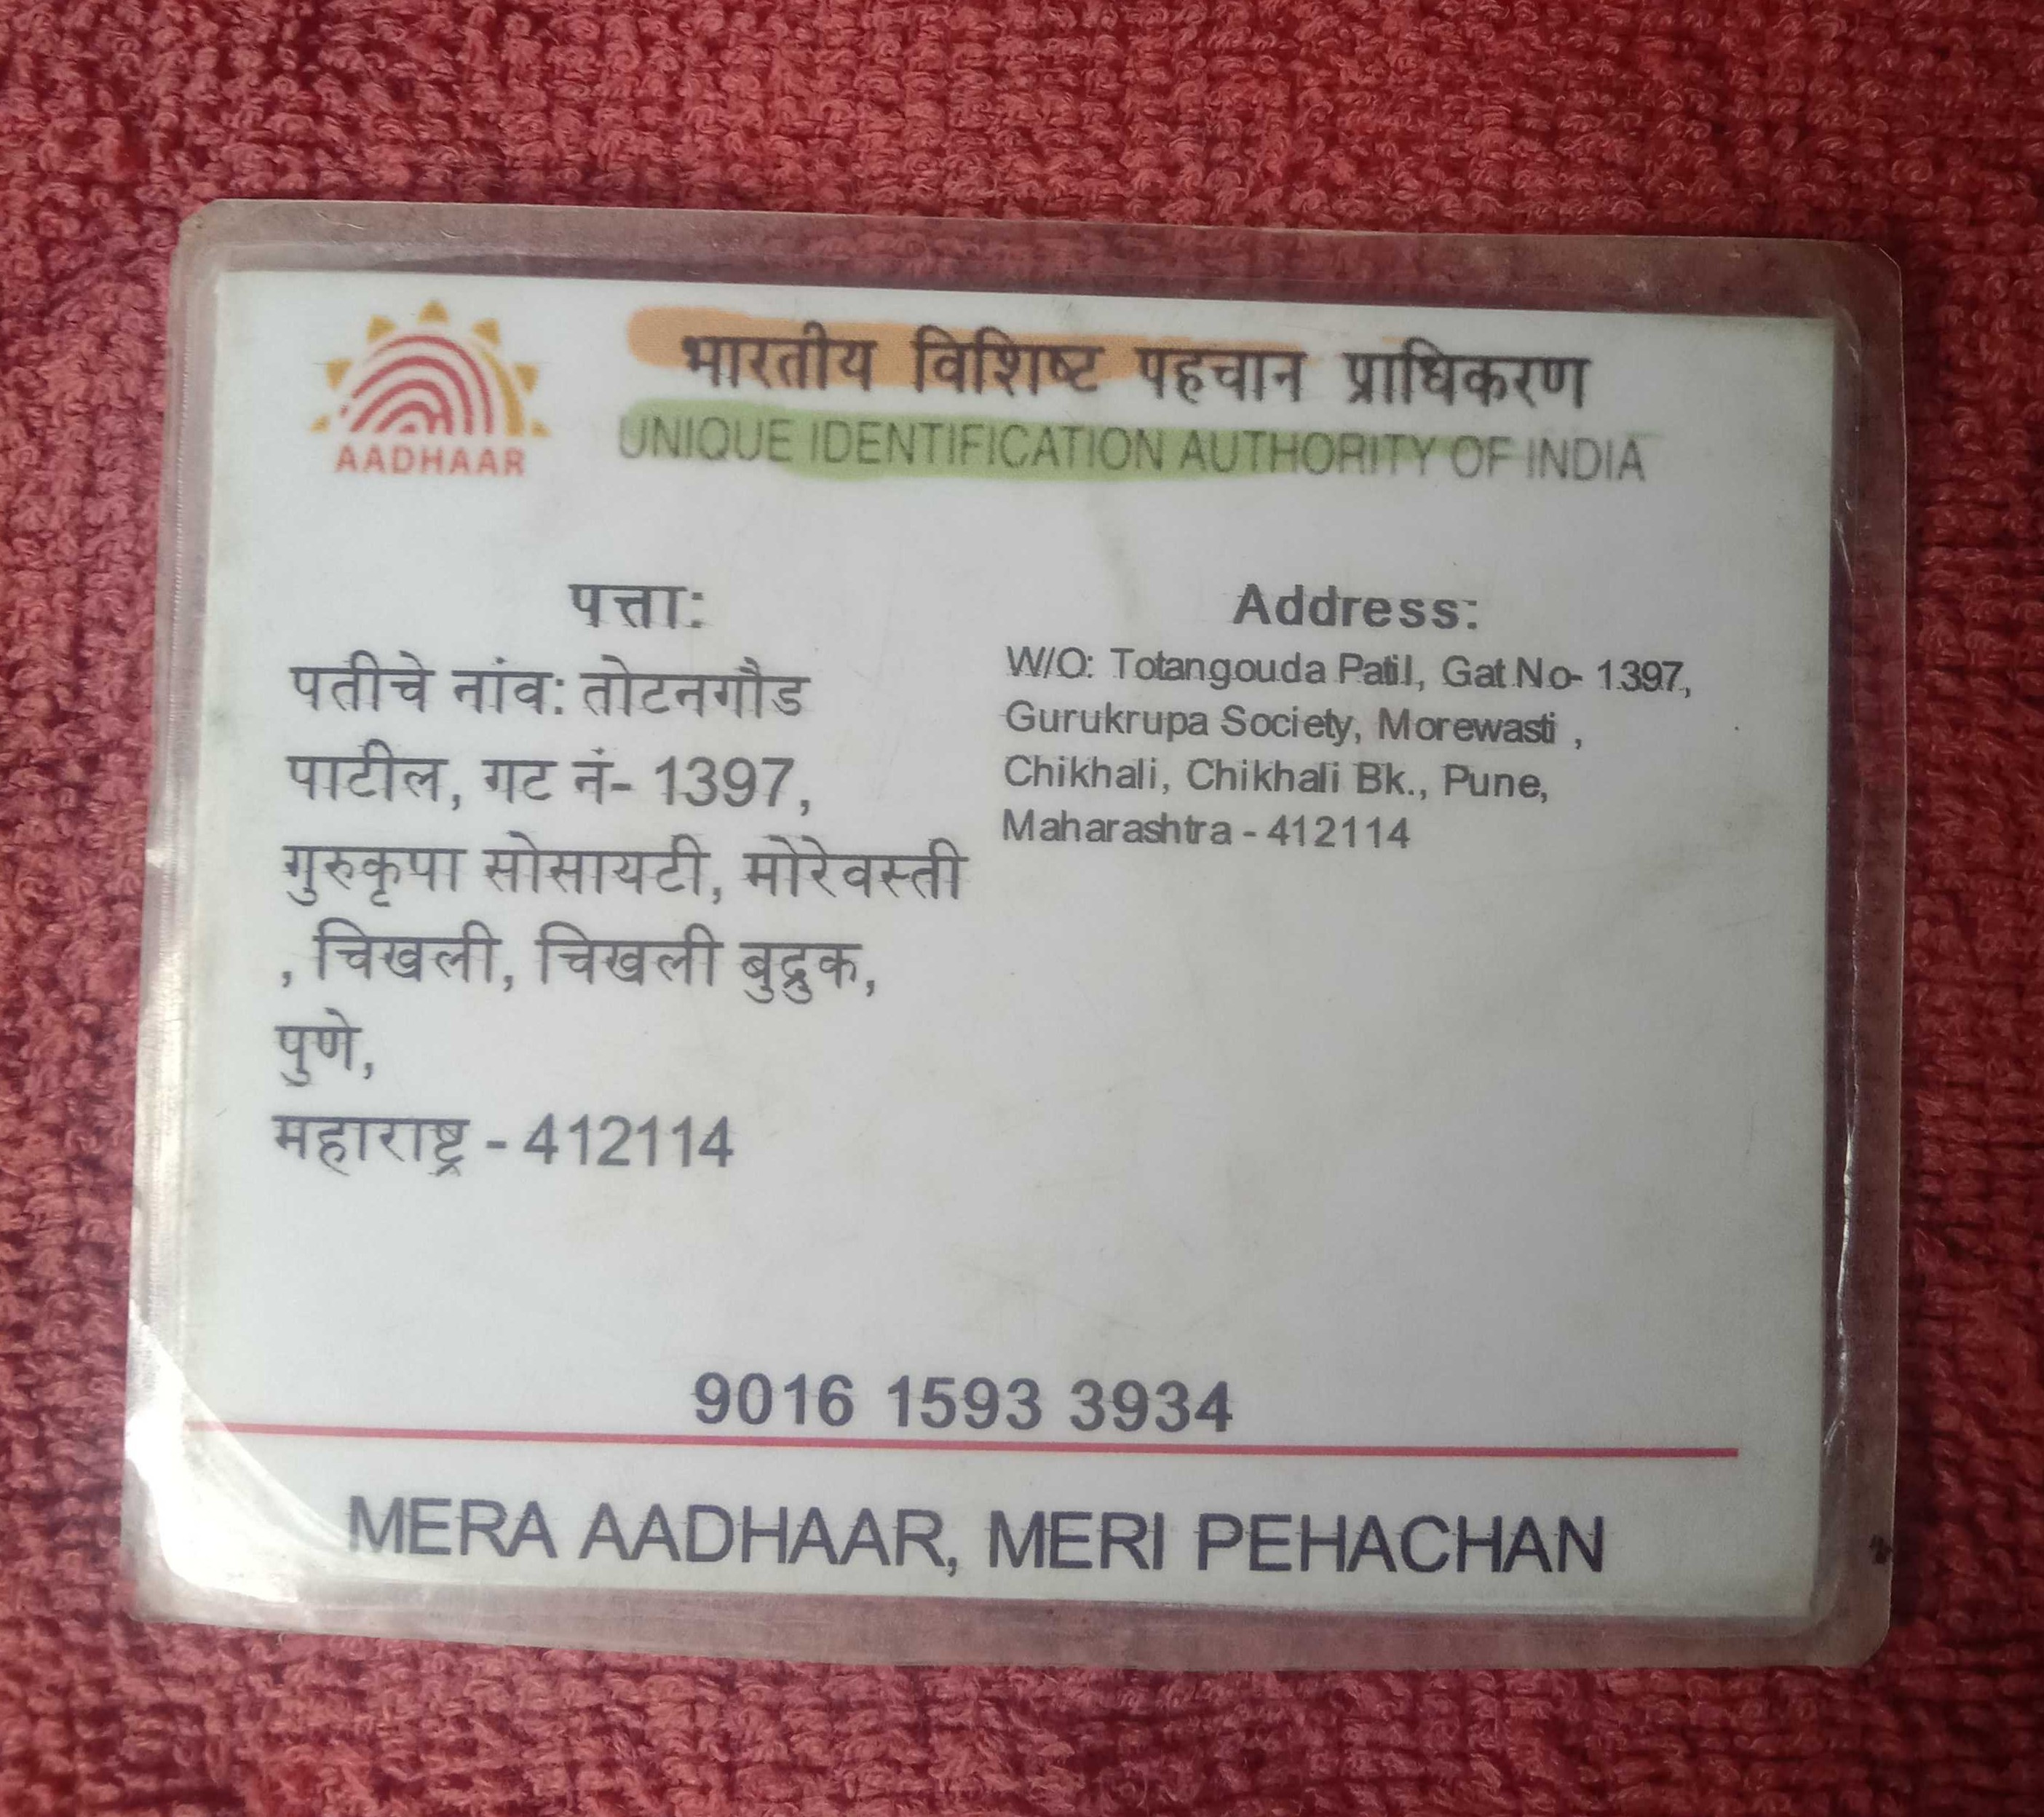 AADHAAR
भारतीय विशिष्ट पहचान प्राधिकरण
UNIQUE IDENTIFICATION AUTHORITY OF INDIA
पत्ता:
पतीचे नांव: तोटनगौड
पाटील, गट नं- 1397,
गुरुकृपा सोसायटी, मोरेवस्ती
, चिखली, चिखली बुद्रुक,
पुणे,
महाराष्ट्र - 412114
Address:
W/O: Totangouda Patil, Gat No- 1397,
Gurukrupa Society, Morewasti ,
Chikhali, Chikhali Bk., Pune,
Maharashtra - 412114
9016 1593 3934
MERA AADHAAR, MERI PEHACHAN